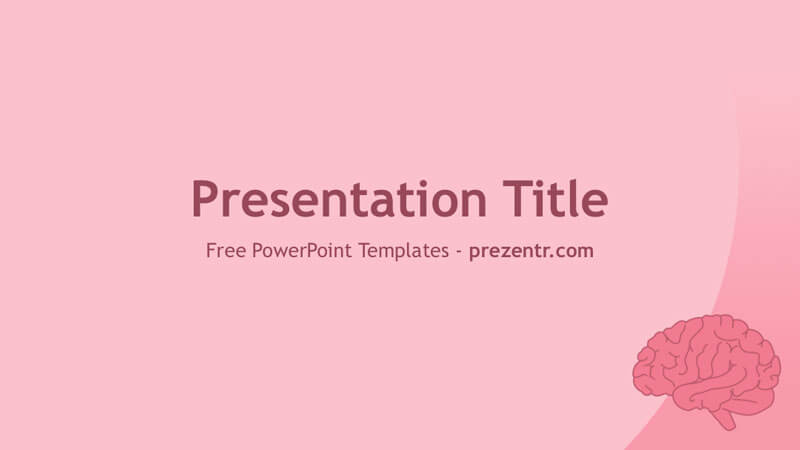 Presentation Title
Free PowerPoint Templates - prezentr.com